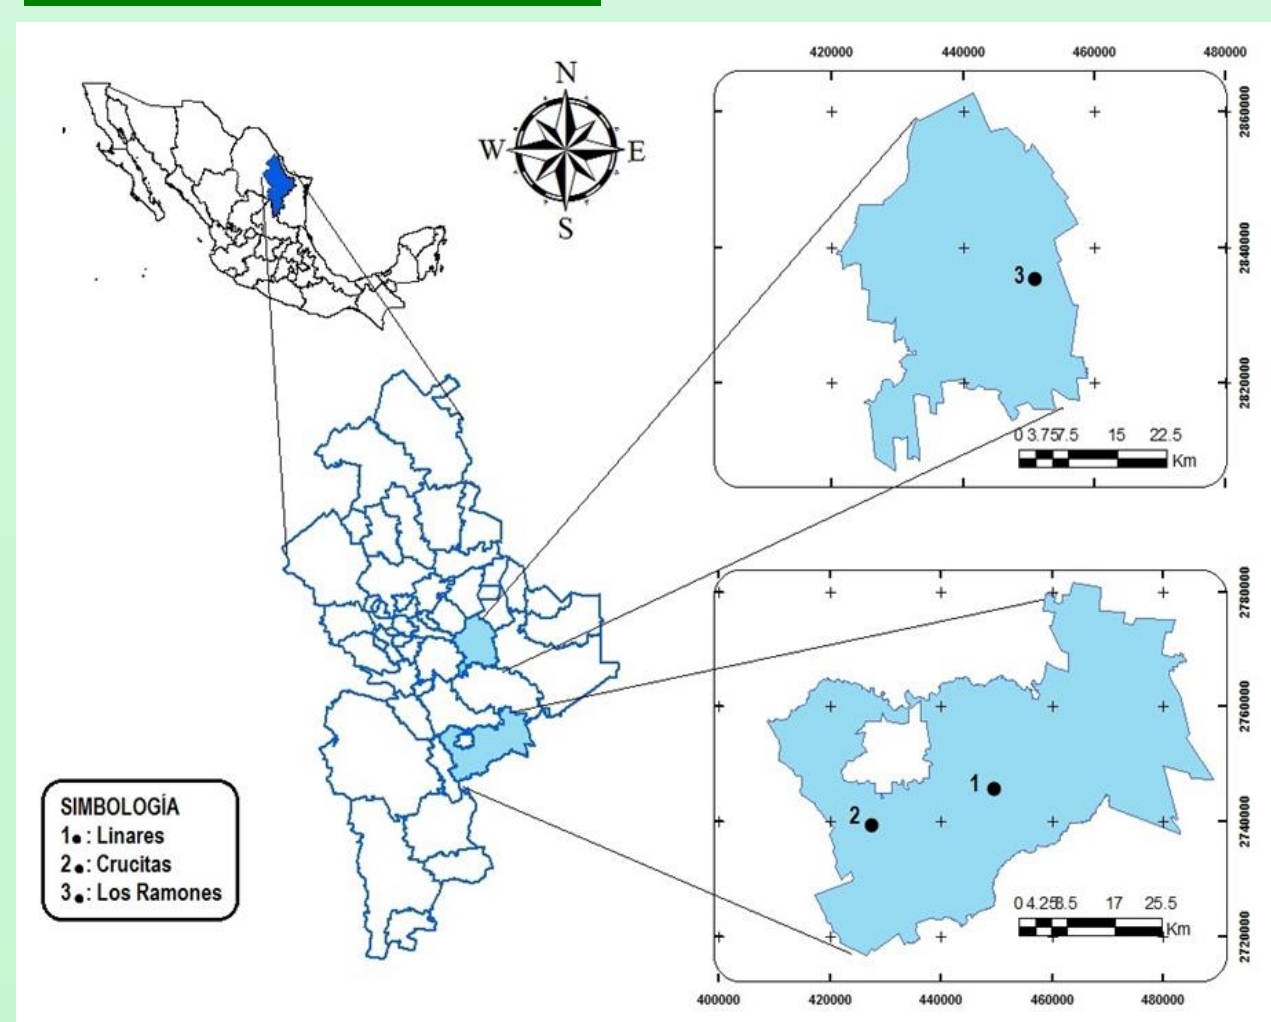 N
W E
S
420000 440000 460000 480000
2860000
2840000
2820000
3
0 3.75 7.5 15 22.5
Km
2780000
2760000
2740000
2720000
1
2
0 4.25 8.5 17 25.5
Km
400000 420000 440000 460000 480000
SIMBOLOGÍA
1 : Linares
2 : Crucitas
3 : Los Ramones